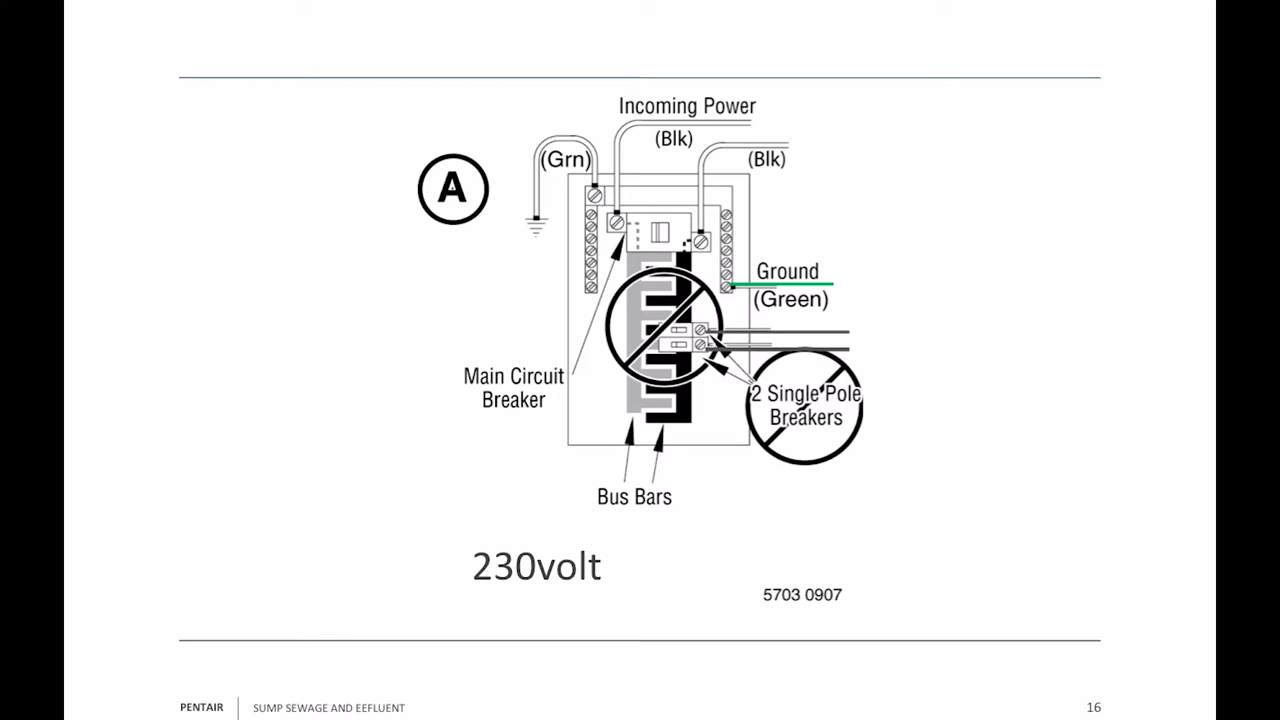 Incoming Power
(Blk)
(Grn)
(Blk)
A
Ground
(Green)
Main Circuit
Breaker
2 Single Pole
Breakers
Bus Bars
230volt
5703 0907
PENTAIR
SUMP SEWAGE AND EEFLUENT
16